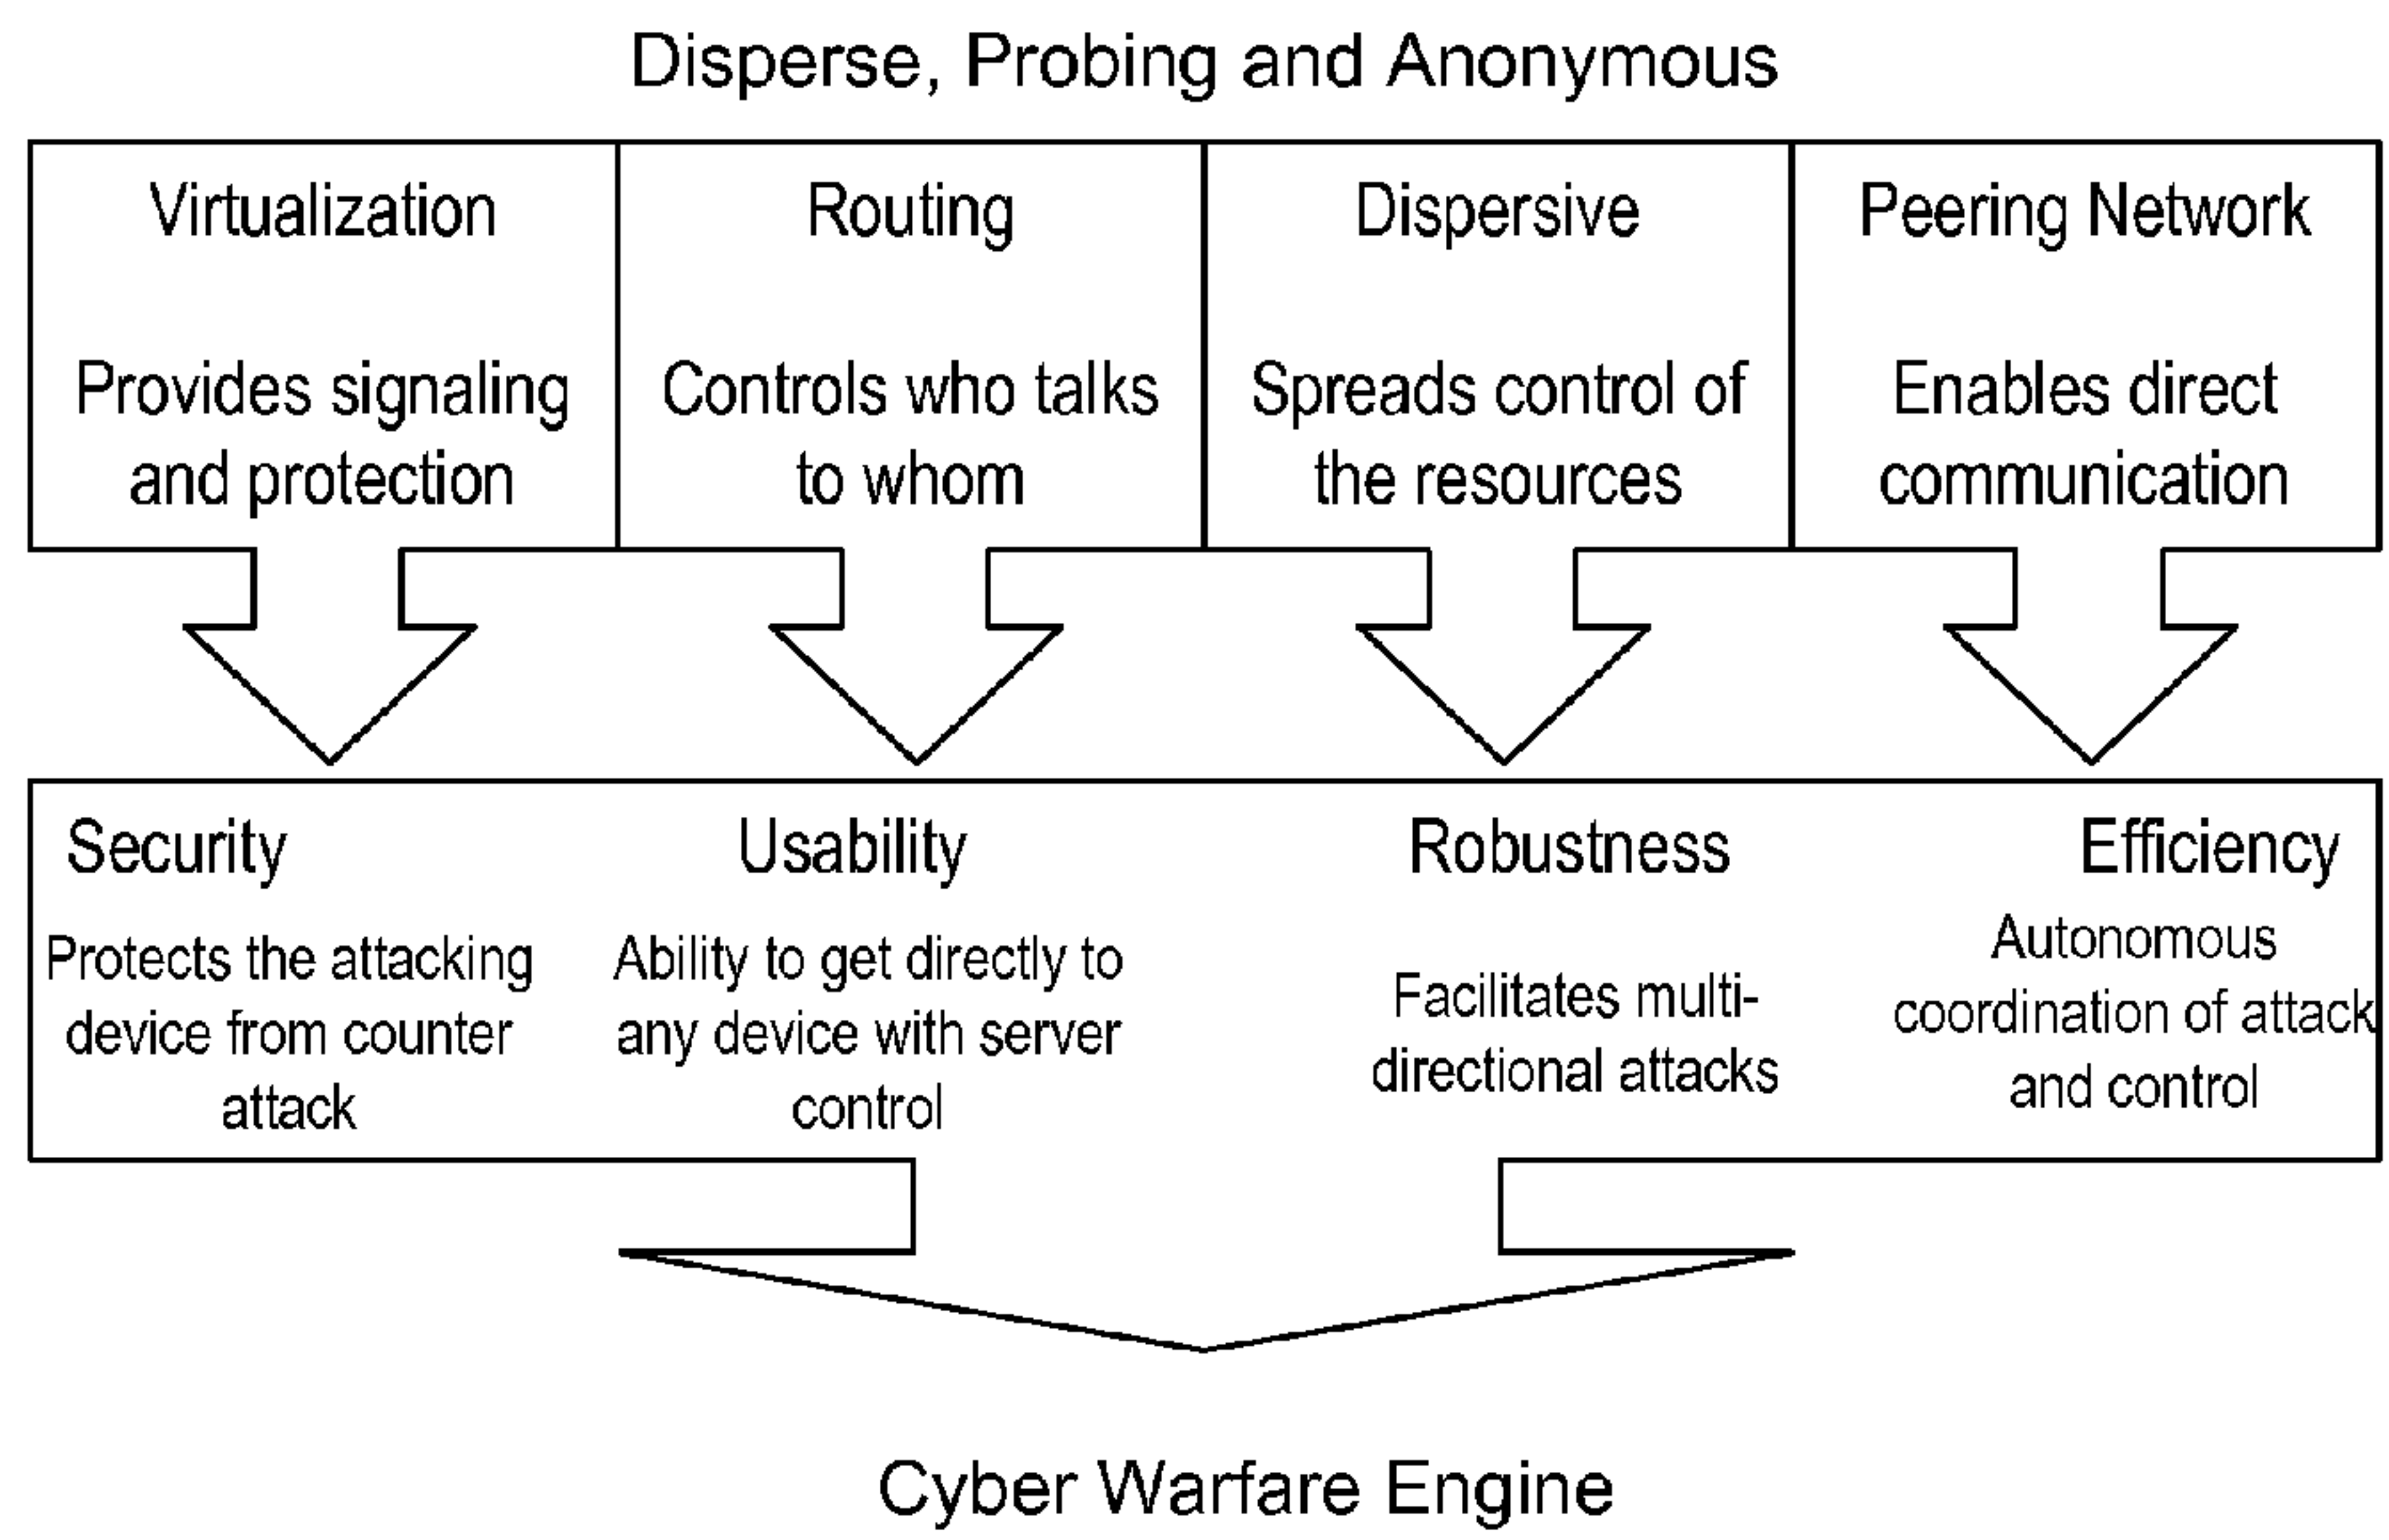 Disperse, Probing and Anonymous
Virtualization
Provides signaling
and protection
Routing
Controls who talks
to whom
Dispersive
Spreads control of
the resources
Peering Network
Enables direct
communication
Security
Protects the attacking
device from counter
attack
Usability
Ability to get directly to
any device with server
control
Robustness
Facilitates multi-
directional attacks
Efficiency
Autonomous
coordination of attack
and control
Cyber Warfare Engine